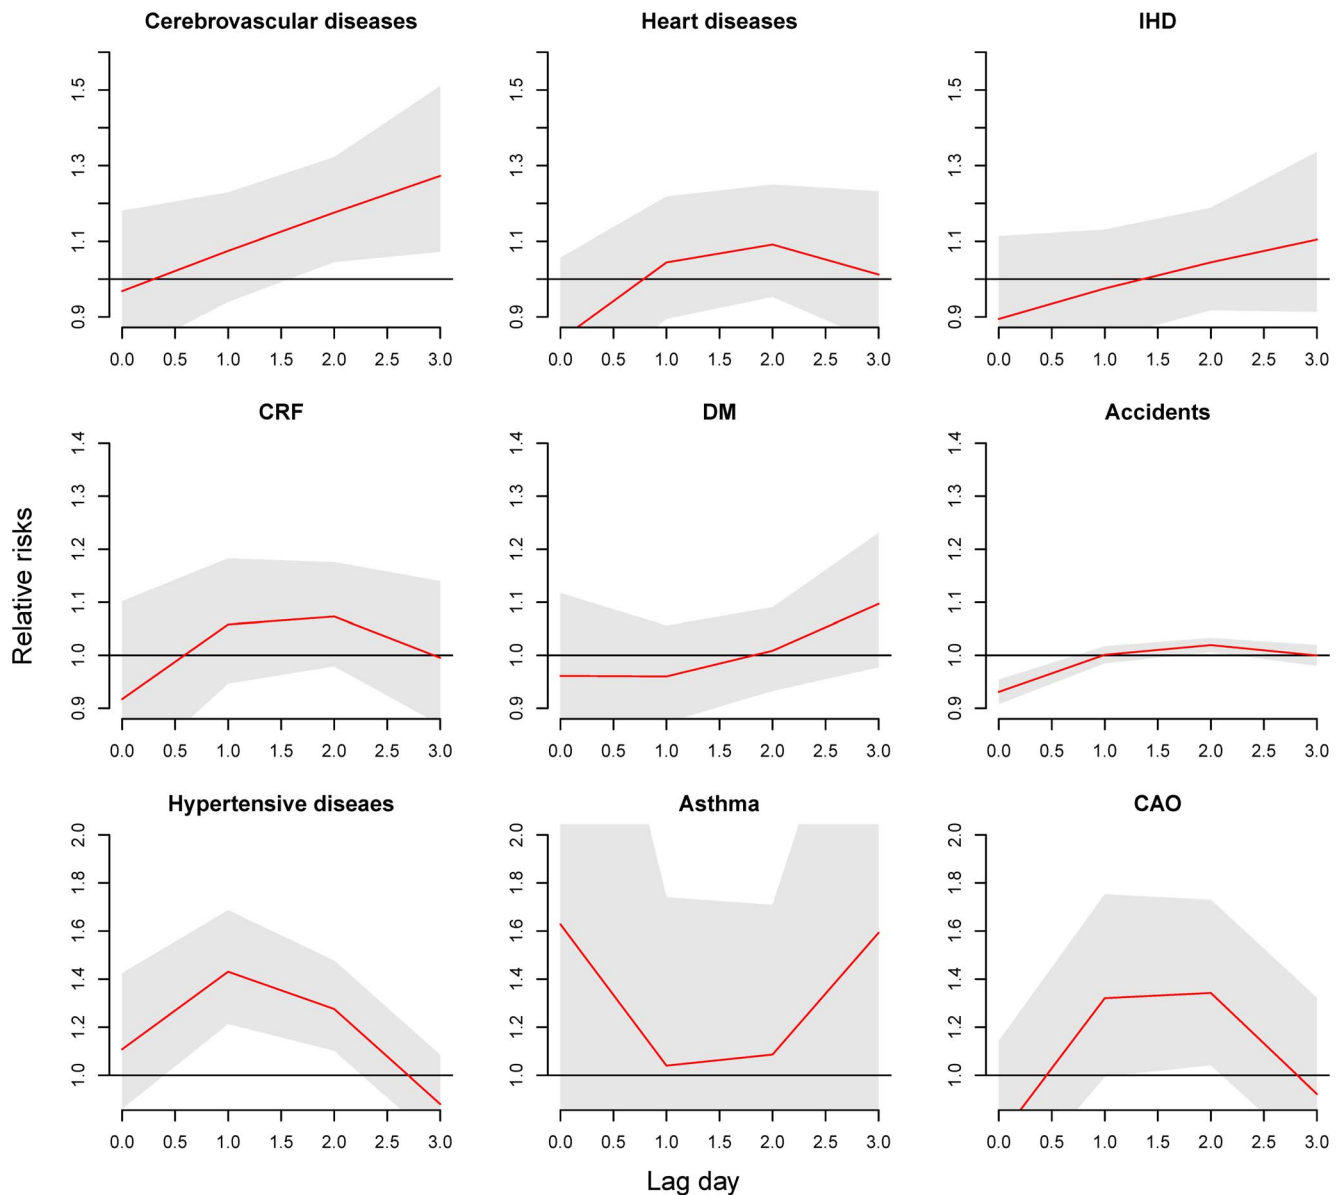 Cerebrovascular diseases
0.9 1.1 1.3 1.5
0.0 0.5 1.0 1.5 2.0 2.5 3.0
Heart diseases
0.9 1.1 1.3 1.5
0.0 0.5 1.0 1.5 2.0 2.5 3.0
IHD
0.9 1.1 1.3 1.5
0.0 0.5 1.0 1.5 2.0 2.5 3.0
Relative risks
CRF
0.9 1.0 1.1 1.2 1.3 1.4
0.0 0.5 1.0 1.5 2.0 2.5 3.0
DM
0.9 1.0 1.1 1.2 1.3 1.4
0.0 0.5 1.0 1.5 2.0 2.5 3.0
Accidents
0.9 1.0 1.1 1.2 1.3 1.4
0.0 0.5 1.0 1.5 2.0 2.5 3.0
Hypertensive diseaes
1.0 1.2 1.4 1.6 1.8 2.0
0.0 0.5 1.0 1.5 2.0 2.5 3.0
Asthma
1.0 1.2 1.4 1.6 1.8 2.0
0.0 0.5 1.0 1.5 2.0 2.5 3.0
CAO
1.0 1.2 1.4 1.6 1.8 2.0
0.0 0.5 1.0 1.5 2.0 2.5 3.0
Lag day